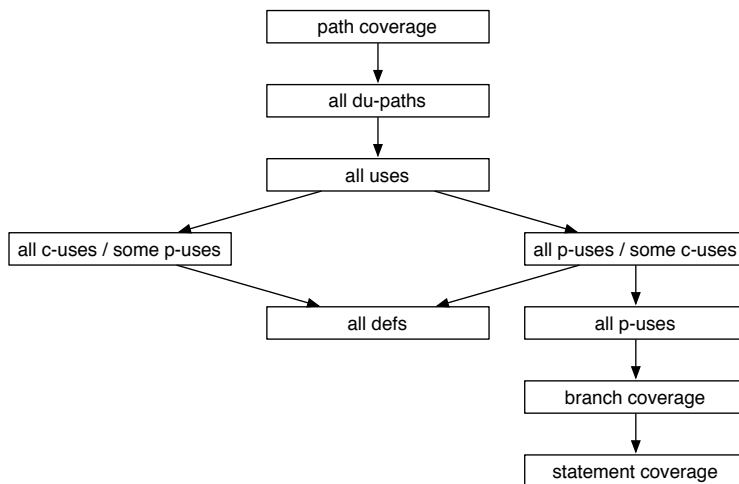 path coverage
all du-paths
all uses
all c-uses / some p-uses
all p-uses / some c-uses
all defs
all p-uses
branch coverage
statement coverage